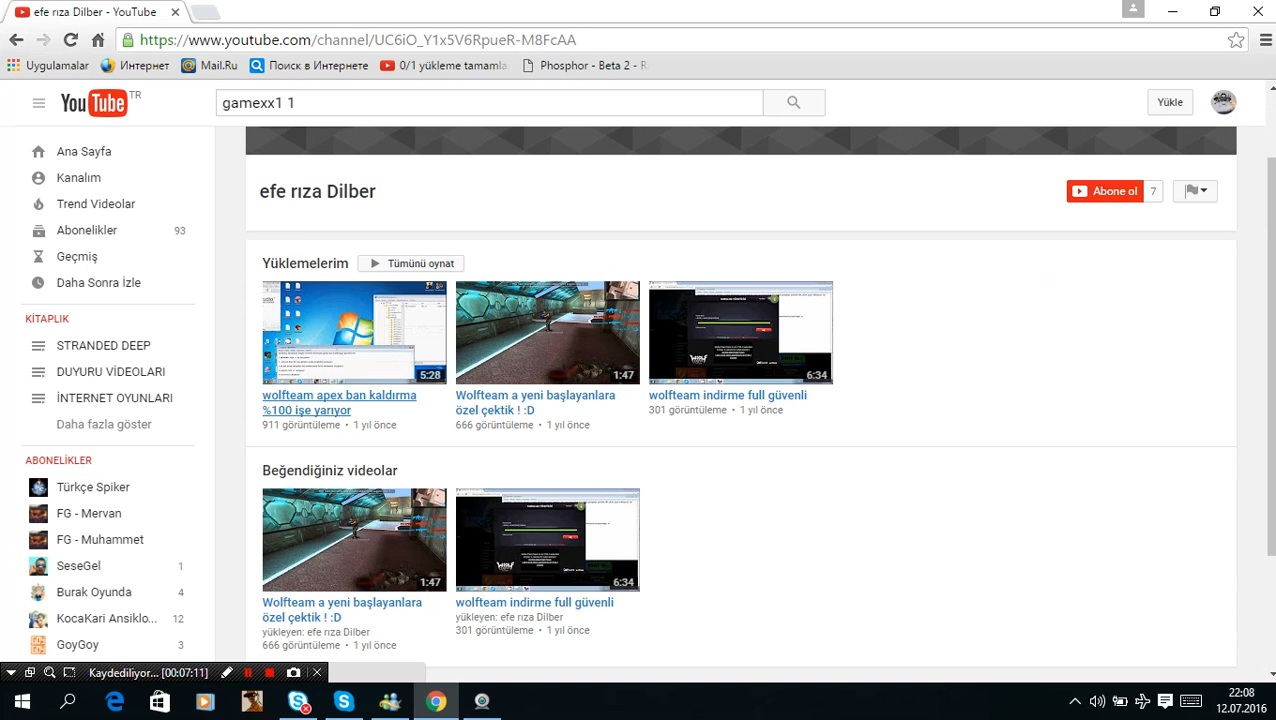 efe rıza Dilber - YouTube
https://www.youtube.com/channel/UC6iO_Y1x5V6RpueR-M8FcAA
Uygulamalar
Интернет
Mail.Ru
Поиск в Интернете
0/1 yükleme tamamla
Phosphor - Beta 2 - R
YouTube TR
gamexx1 1
Yükle
Ana Sayfa
Kanalım
Trend Videolar
Abonelikler 93
Geçmiş
Daha Sonra İzle
KİTAPLIK
STRANDED DEEP
DUYURU VİDEOLARI
İNTERNET OYUNLARI
Daha fazla göster
ABONELİKLER
Türkçe Spiker
FG - Mervan
FG - Muhammet
SeseGel 1
Burak Oyunda 4
KocaKari Ansiklo... 12
GoyGoy 3
efe rıza Dilber
Abone ol 7
Yüklemelerim
Tümünü oynat
5:28
wolfteam apex ban kaldırma
%100 işe yarıyor
911 görüntüleme • 1 yıl önce
1:47
Wolfteam a yeni başlayanlara
özel çektik ! :D
666 görüntüleme • 1 yıl önce
6:34
wolfteam indirme full güvenli
301 görüntüleme • 1 yıl önce
Beğendiğiniz videolar
1:47
Wolfteam a yeni başlayanlara
özel çektik ! :D
yükleyen: efe rıza Dilber
666 görüntüleme • 1 yıl önce
6:34
wolfteam indirme full güvenli
yükleyen: efe rıza Dilber
301 görüntüleme • 1 yıl önce
Kaydediliyor... [00:07:11]
22:08
12.07.2016